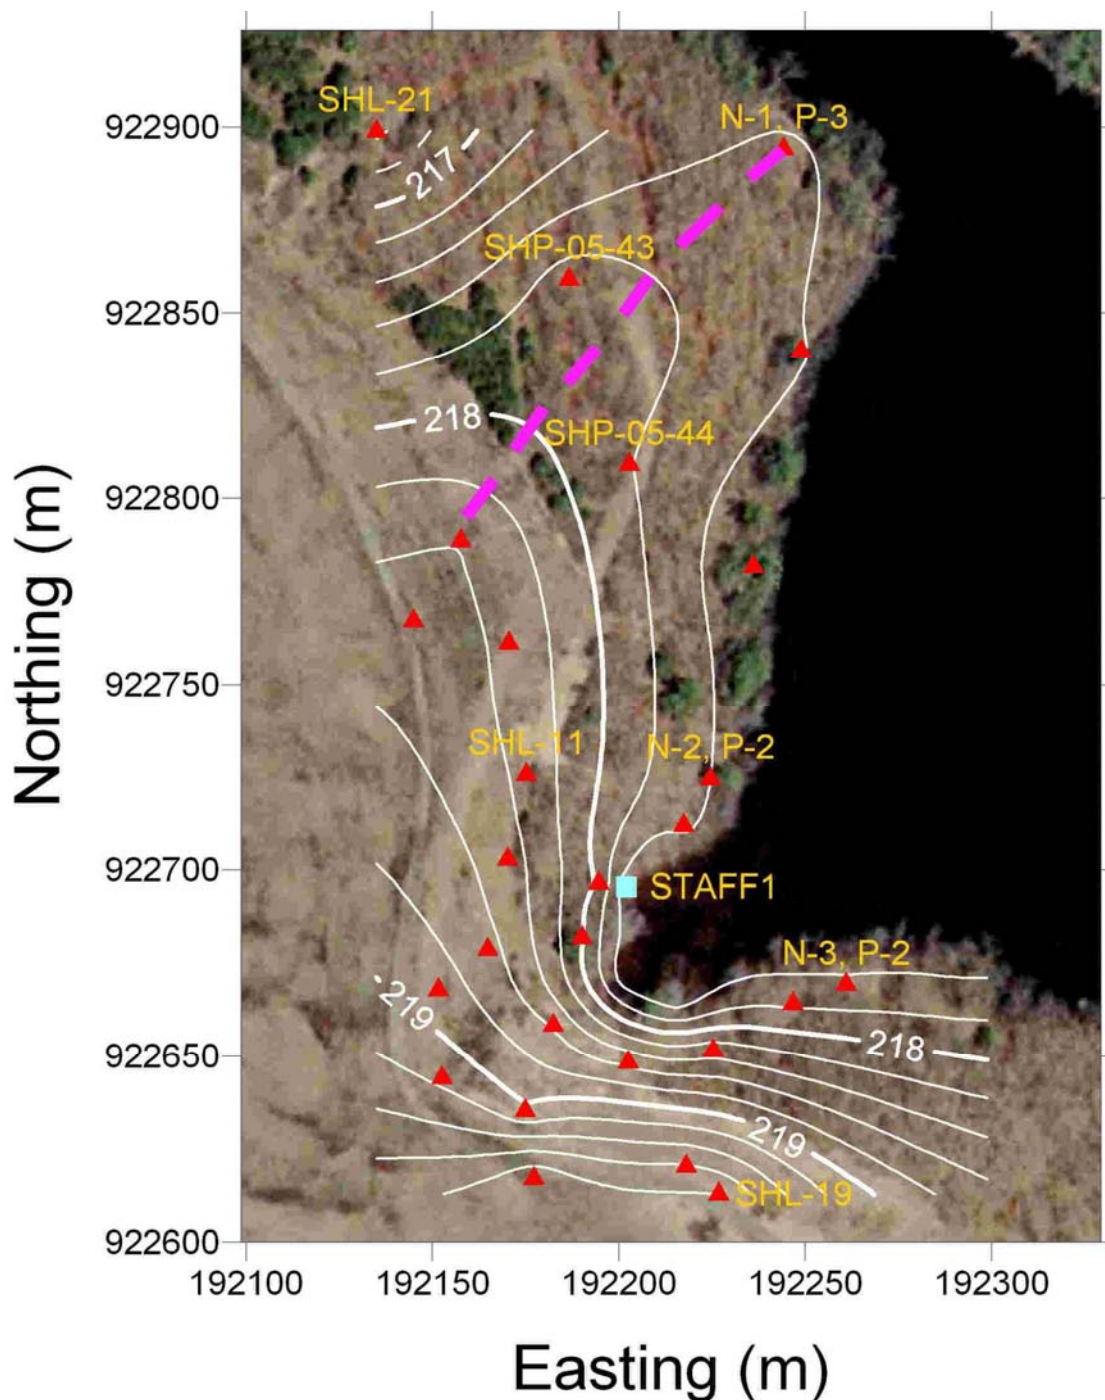 SHL-21
N-1, P-3
922900
217
SHP-05-43
922850
218
SHP-05-44
922800
Northing (m)
922750
SHL-11
N-2, P-2
922700
STAFF1
N-3, P-2
219
218
922650
219
SHL-19
922600
192100
192150
192200
192250
192300
Easting (m)